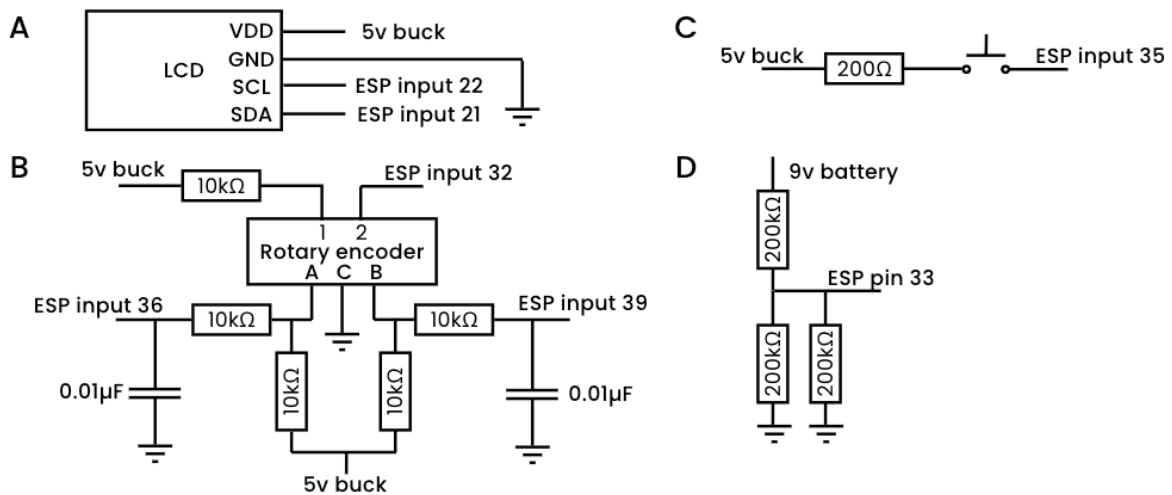 A
LCD
VDD
5v buck
GND
SCL
ESP input 22
SDA
ESP input 21
C
5v buck
200Ω
ESP input 35
B
5v buck
10kΩ
ESP input 32
1 2
Rotary encoder
A C B
ESP input 36
10kΩ
10kΩ
ESP input 39
0.01µF
10kΩ
10kΩ
0.01µF
5v buck
D
9v battery
200kΩ
ESP pin 33
200kΩ
200kΩ